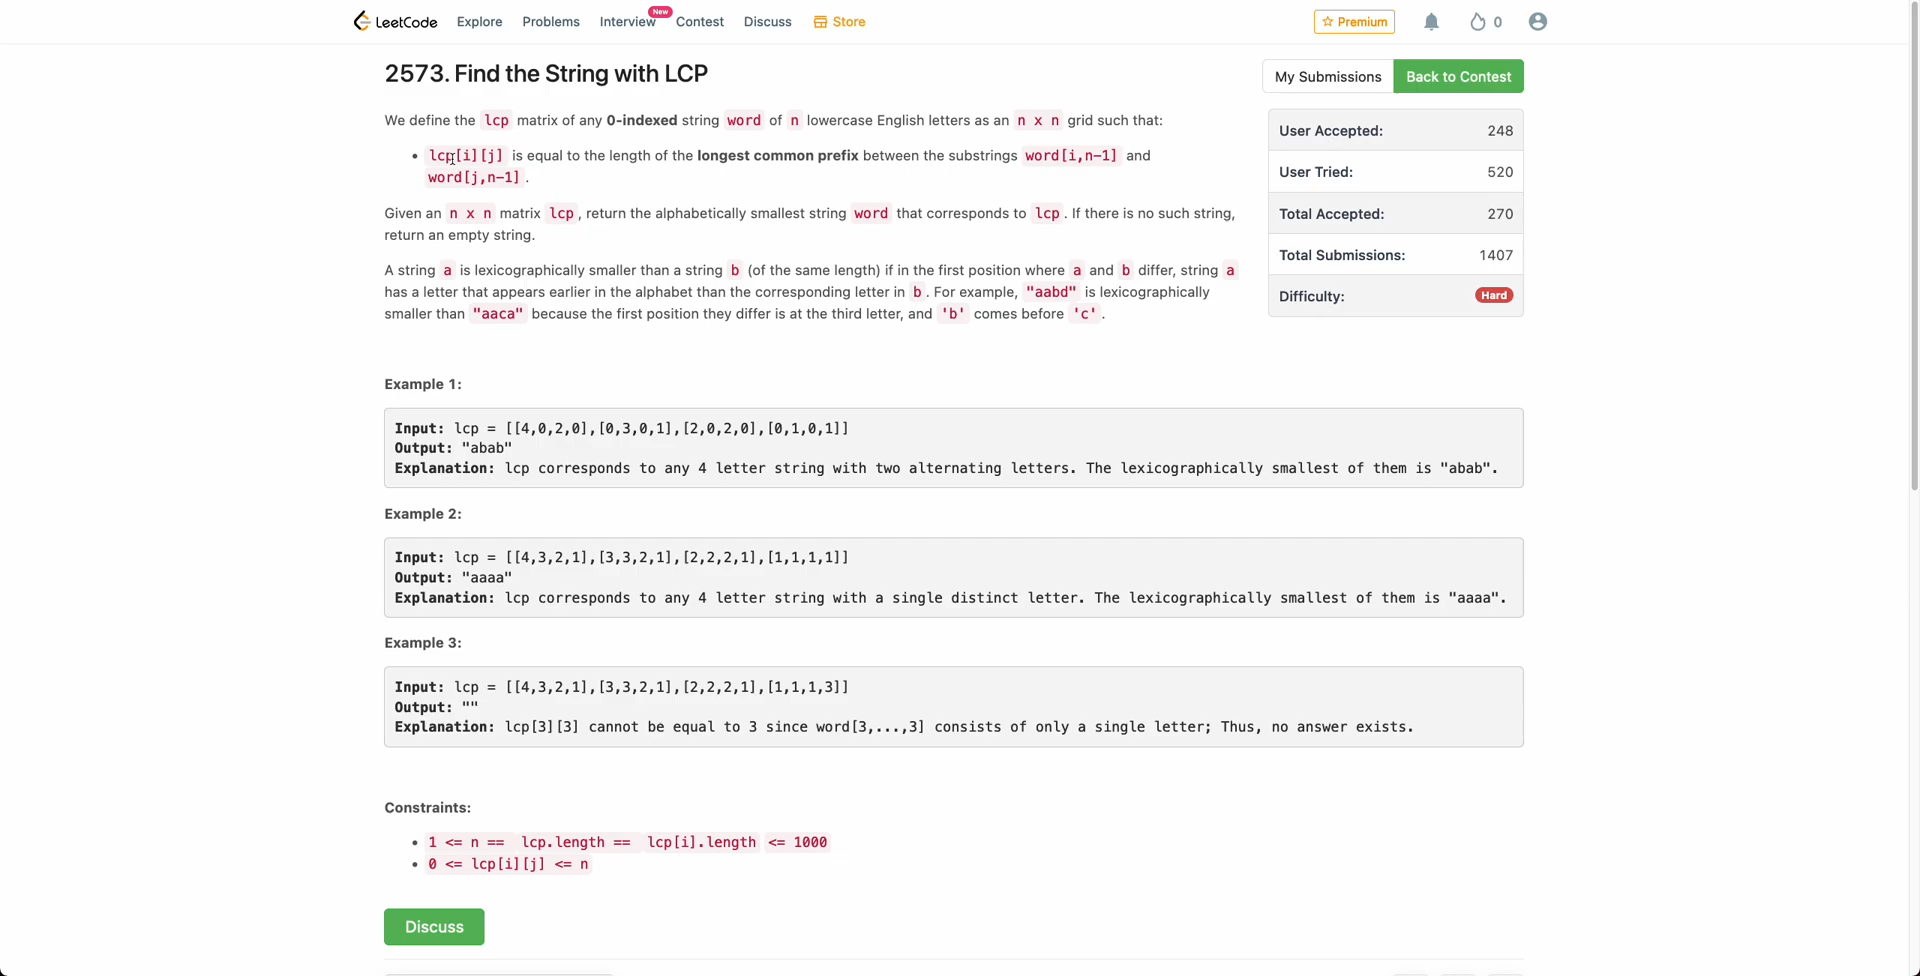 LeetCode Explore Problems Interview New Contest Discuss Store Premium 0
2573. Find the String with LCP
My Submissions Back to Contest
We define the lcp matrix of any 0-indexed string word of n lowercase English letters as an n x n grid such that:
• lcp[i][j] is equal to the length of the longest common prefix between the substrings word[i,n-1] and
word[j,n-1].
Given an n x n matrix lcp, return the alphabetically smallest string word that corresponds to lcp. If there is no such string,
return an empty string.
A string a is lexicographically smaller than a string b (of the same length) if in the first position where a and b differ, string a
has a letter that appears earlier in the alphabet than the corresponding letter in b. For example, "aabd" is lexicographically
smaller than "aaca" because the first position they differ is at the third letter, and 'b' comes before 'c'.
User Accepted: 248
User Tried: 520
Total Accepted: 270
Total Submissions: 1407
Difficulty: Hard
Example 1:
Input: lcp = [[4,0,2,0],[0,3,0,1],[2,0,2,0],[0,1,0,1]]
Output: "abab"
Explanation: lcp corresponds to any 4 letter string with two alternating letters. The lexicographically smallest of them is "abab".
Example 2:
Input: lcp = [[4,3,2,1],[3,3,2,1],[2,2,2,1],[1,1,1,1]]
Output: "aaaa"
Explanation: lcp corresponds to any 4 letter string with a single distinct letter. The lexicographically smallest of them is "aaaa".
Example 3:
Input: lcp = [[4,3,2,1],[3,3,2,1],[2,2,2,1],[1,1,1,3]]
Output: ""
Explanation: lcp[3][3] cannot be equal to 3 since word[3,...,3] consists of only a single letter; Thus, no answer exists.
Constraints:
• 1 <= n == lcp.length == lcp[i].length <= 1000
• 0 <= lcp[i][j] <= n
Discuss